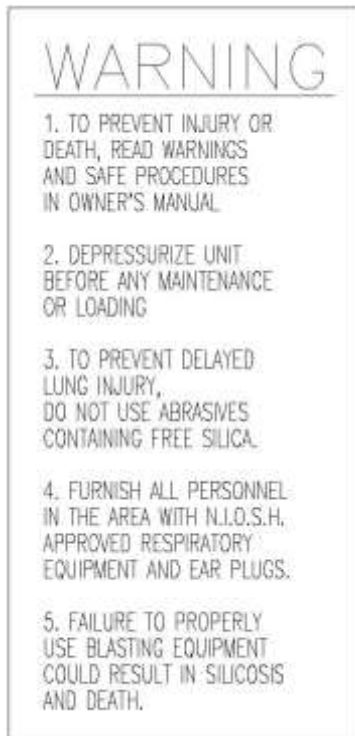 WARNING
1. TO PREVENT INJURY OR
DEATH, READ WARNINGS
AND SAFE PROCEDURES
IN OWNER'S MANUAL
2. DEPRESSURIZE UNIT
BEFORE ANY MAINTENANCE
OR LOADING
3. TO PREVENT DELAYED
LUNG INJURY,
DO NOT USE ABRASIVES
CONTAINING FREE SILICA.
4. FURNISH ALL PERSONNEL
IN THE AREA WITH N.I.O.S.H.
APPROVED RESPIRATORY
EQUIPMENT AND EAR PLUGS.
5. FAILURE TO PROPERLY
USE BLASTING EQUIPMENT
COULD RESULT IN SILICOSIS
AND DEATH.